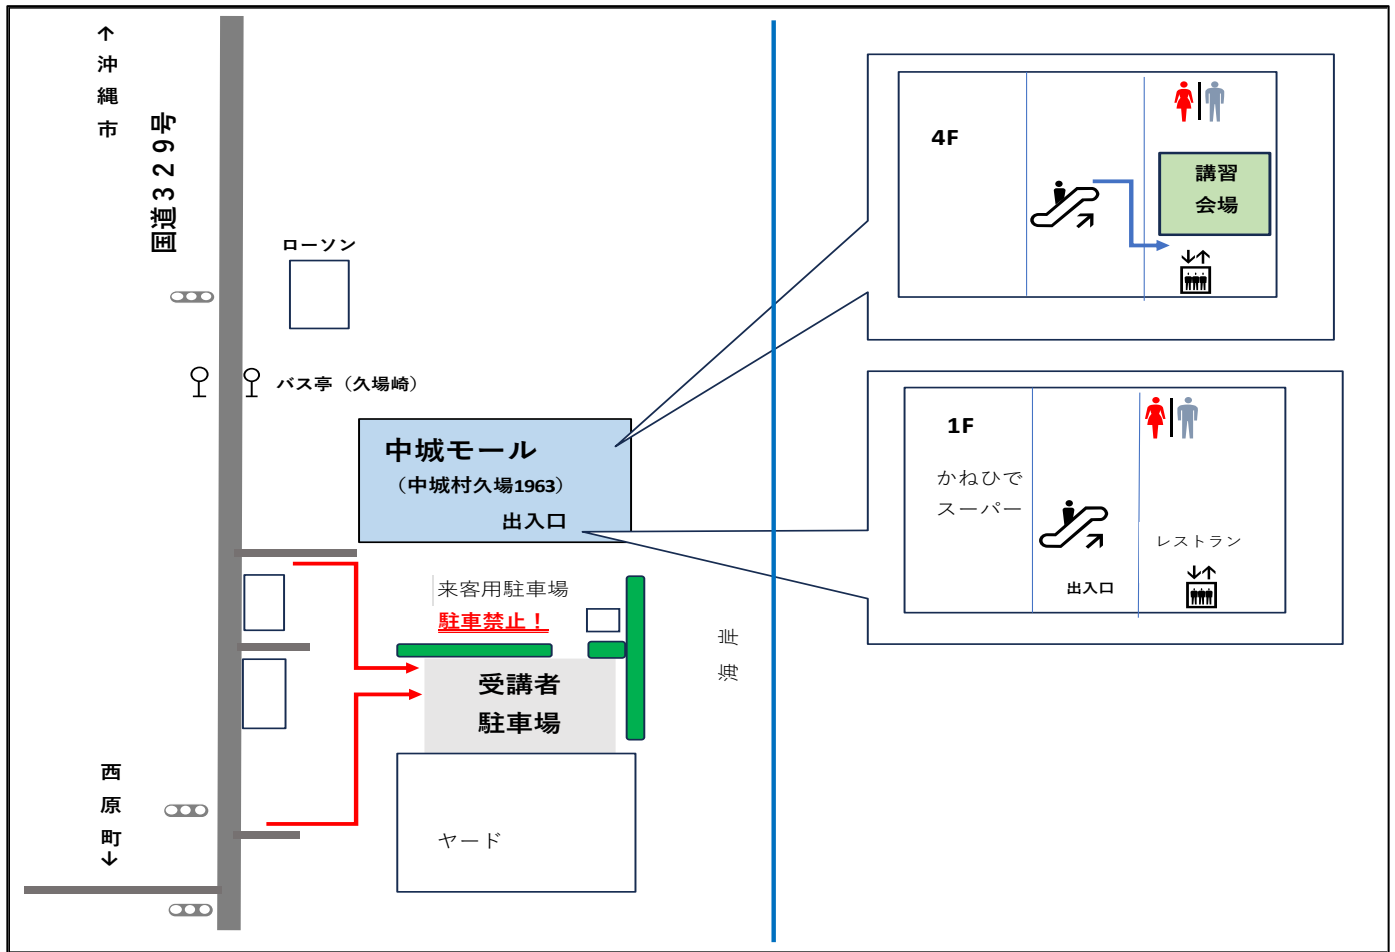 ↑沖縄市
国道329号
ローソン
バス亭（久場崎）
中城モール
（中城村久場1963）
出入口
来客用駐車場
駐車禁止！
受講者
駐車場
ヤード
西原町↓
海岸
4F
講習
会場
↓↑
1F
かねひで
スーパー
レストラン
出入口
↓↑